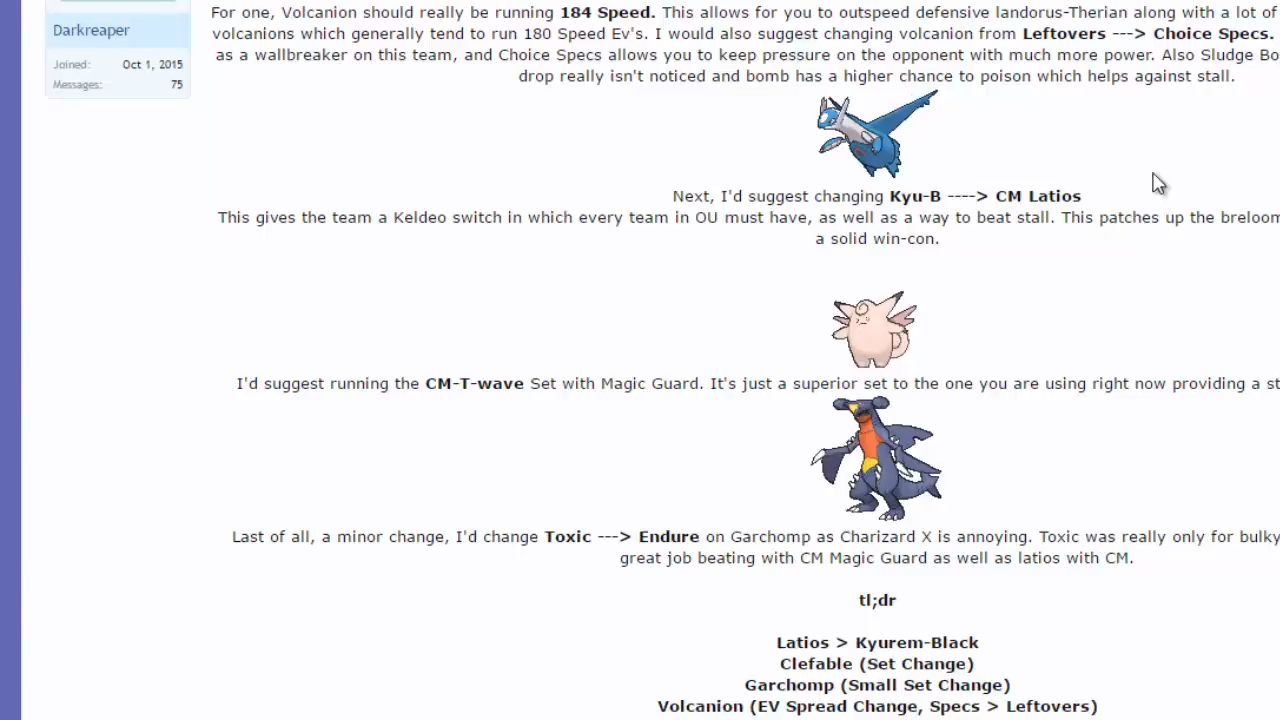 For one, Volcanion should really be running 184 Speed. This allows for you to outspeed defensive landorus-Therian along with a lot of
Darkreaper
volcanions which generally tend to run 180 Speed Ev's. I would also suggest changing volcanion from Leftovers ---> Choice Specs.
as a wallbreaker on this team, and Choice Specs allows you to keep pressure on the opponent with much more power. Also Sludge Bo
Joined: Oct 1, 2015
drop really isn't noticed and bomb has a higher chance to poison which helps against stall.
Messages: 75
Next, I'd suggest changing Kyu-B ----> CM Latios
This gives the team a Keldeo switch in which every team in OU must have, as well as a way to beat stall. This patches up the breloom
a solid win-con.
I'd suggest running the CM-T-wave Set with Magic Guard. It's just a superior set to the one you are using right now providing a st
Last of all, a minor change, I'd change Toxic ---> Endure on Garchomp as Charizard X is annoying. Toxic was really only for bulky
great job beating with CM Magic Guard as well as latios with CM.
tl;dr
Latios > Kyurem-Black
Clefable (Set Change)
Garchomp (Small Set Change)
Volcanion (EV Spread Change, Specs > Leftovers)